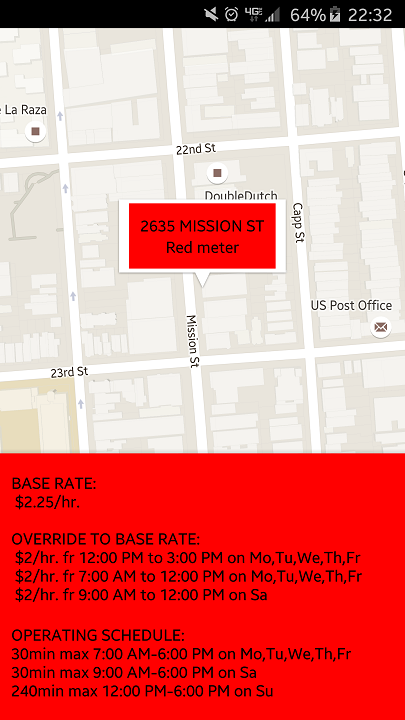 4G
64% 22:32
e La Raza
22nd St
DoubleDutch
2635 MISSION ST
Red meter
Capp St
US Post Office
Mission St
23rd St
BASE RATE:
$2.25/hr.
OVERRIDE TO BASE RATE:
$2/hr. fr 12:00 PM to 3:00 PM on Mo,Tu,We,Th,Fr
$2/hr. fr 7:00 AM to 12:00 PM on Mo,Tu,We,Th,Fr
$2/hr. fr 9:00 AM to 12:00 PM on Sa
OPERATING SCHEDULE:
30min max 7:00 AM-6:00 PM on Mo,Tu,We,Th,Fr
30min max 9:00 AM-6:00 PM on Sa
240min max 12:00 PM-6:00 PM on Su